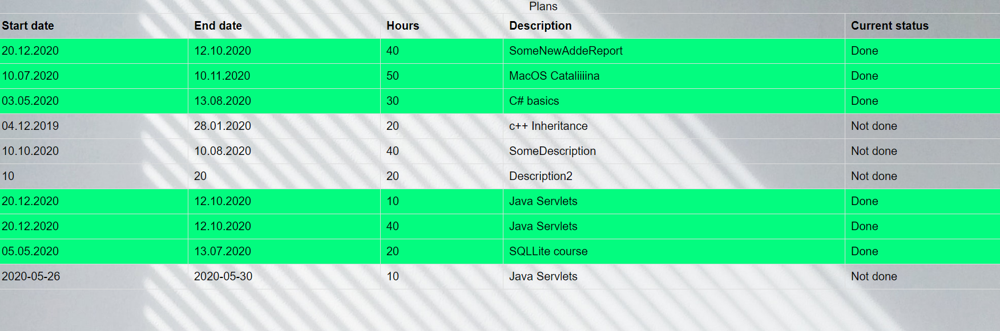 Plans
Start date End date Hours Description Current status
20.12.2020 12.10.2020 40 SomeNewAddeReport Done
10.07.2020 10.11.2020 50 MacOS Cataliiiina Done
03.05.2020 13.08.2020 30 C# basics Done
04.12.2019 28.01.2020 20 c++ Inheritance Not done
10.10.2020 10.08.2020 40 SomeDescription Not done
10 20 20 Description2 Not done
20.12.2020 12.10.2020 10 Java Servlets Done
20.12.2020 12.10.2020 40 Java Servlets Done
05.05.2020 13.07.2020 20 SQLLite course Done
2020-05-26 2020-05-30 10 Java Servlets Not done